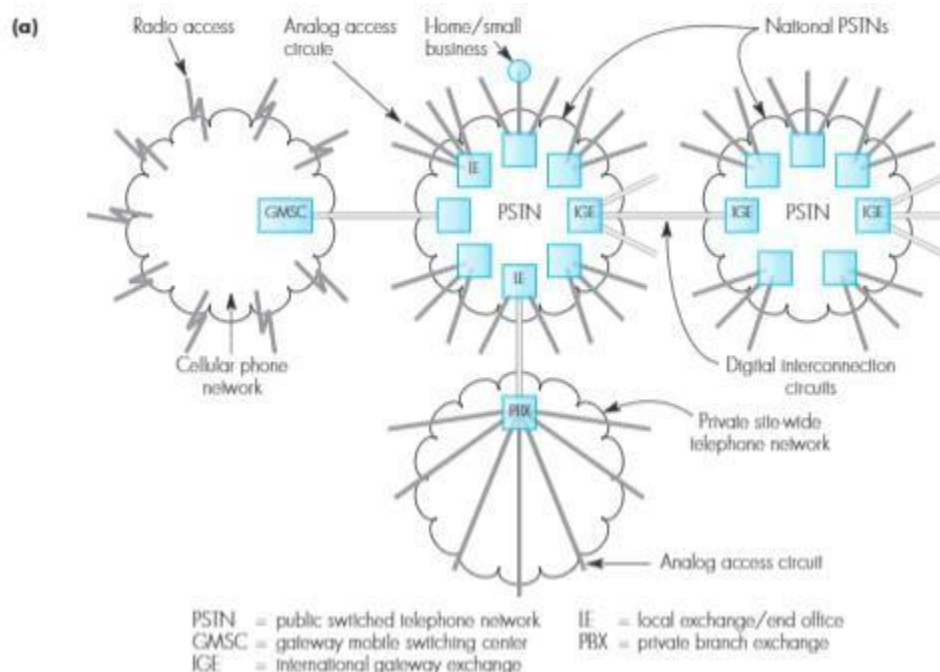 (a)
Radio access
Analog access
circuite
Home/small
business
National PSTNs
LE
GMSC
PSTN
IGE
IGE
PSTN
IGE
LE
Cellular phone
network
Digital interconnection
circuits
PBX
Private site-wide
telephone network
Analog access circuit
PSTN = public switched telephone network
GMSC = gateway mobile switching center
IGE = international gateway exchange
LE = local exchange/end office
PBX = private branch exchange